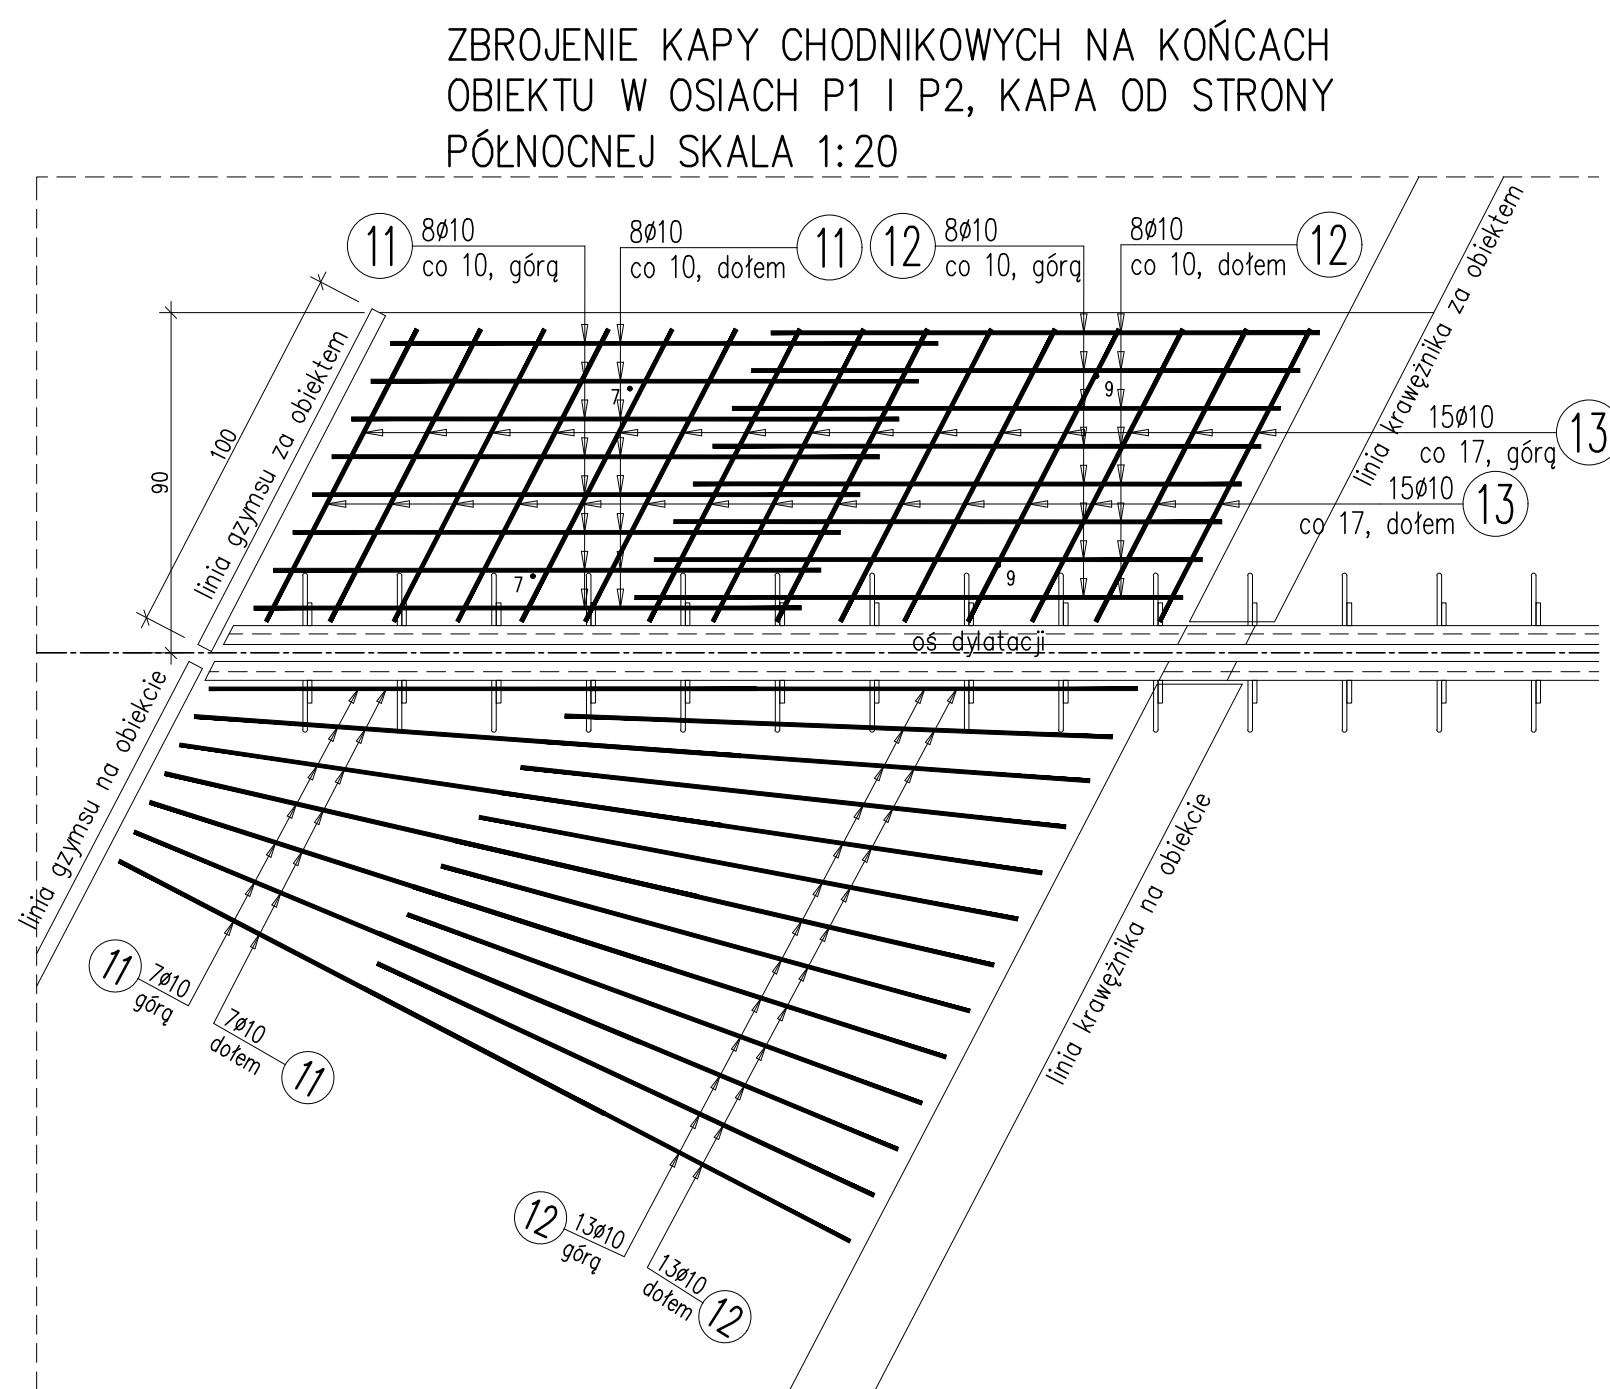 ZBROJENIE KAPY CHODNIKOWYCH NA KOŃCACH
OBIEKTU W OSIACH P1 I P2, KAPA OD STRONY
PÓŁNOCNEJ SKALA 1:20
11
8ø10
co 10, górą
8ø10
co 10, dołem
11
12
8ø10
co 10, górą
8ø10
co 10, dołem
12
linia krawężnika za obiektem
100
90
linia gzymsu za obiektem
7
9
15ø10
co 17, górą
13
15ø10
co 17, dołem
13
7
9
oś dylatacji
linia gzymsu na obiekcie
linia krawężnika na obiekcie
11
7ø10
górą
7ø10
dołem
11
12
13ø10
górą
13ø10
dołem
12